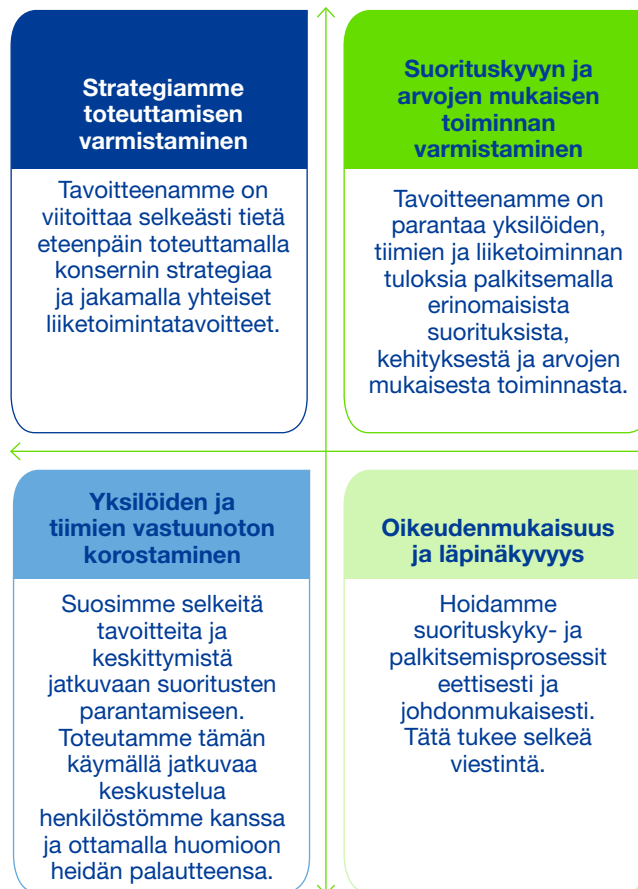 Strategiamme
toteuttamisen
varmistaminen
Tavoitteenamme on
viitoittaa selkeästi tietä
eteenpäin toteuttamalla
konsernin strategiaa
ja jakamalla yhteiset
liiketoimintatavoitteet.
Suorituskyvyn ja
arvojen mukaisen
toiminnan
varmistaminen
Tavoitteenamme on
parantaa yksilöiden,
tiimien ja liiketoiminnan
tuloksia palkitsemalla
erinomaisista
suorituksista,
kehityksestä ja arvojen
mukaisesta toiminnasta.
Yksilöiden ja
tiimien vastuunoton
korostaminen
Suosimme selkeitä
tavoitteita ja
keskittymistä
jatkuvaan suoritusten
parantamiseen.
Toteutamme tämän
käymällä jatkuvaa
keskustelua
henkilöstömme kanssa
ja ottamalla huomioon
heidän palautteensa.
Oikeudenmukaisuus
ja läpinäkyvyys
Hoidamme
suorituskyky- ja
palkitsemisprosessit
eettisesti ja
johdonmukaisesti.
Tätä tukee selkeä
viestintä.